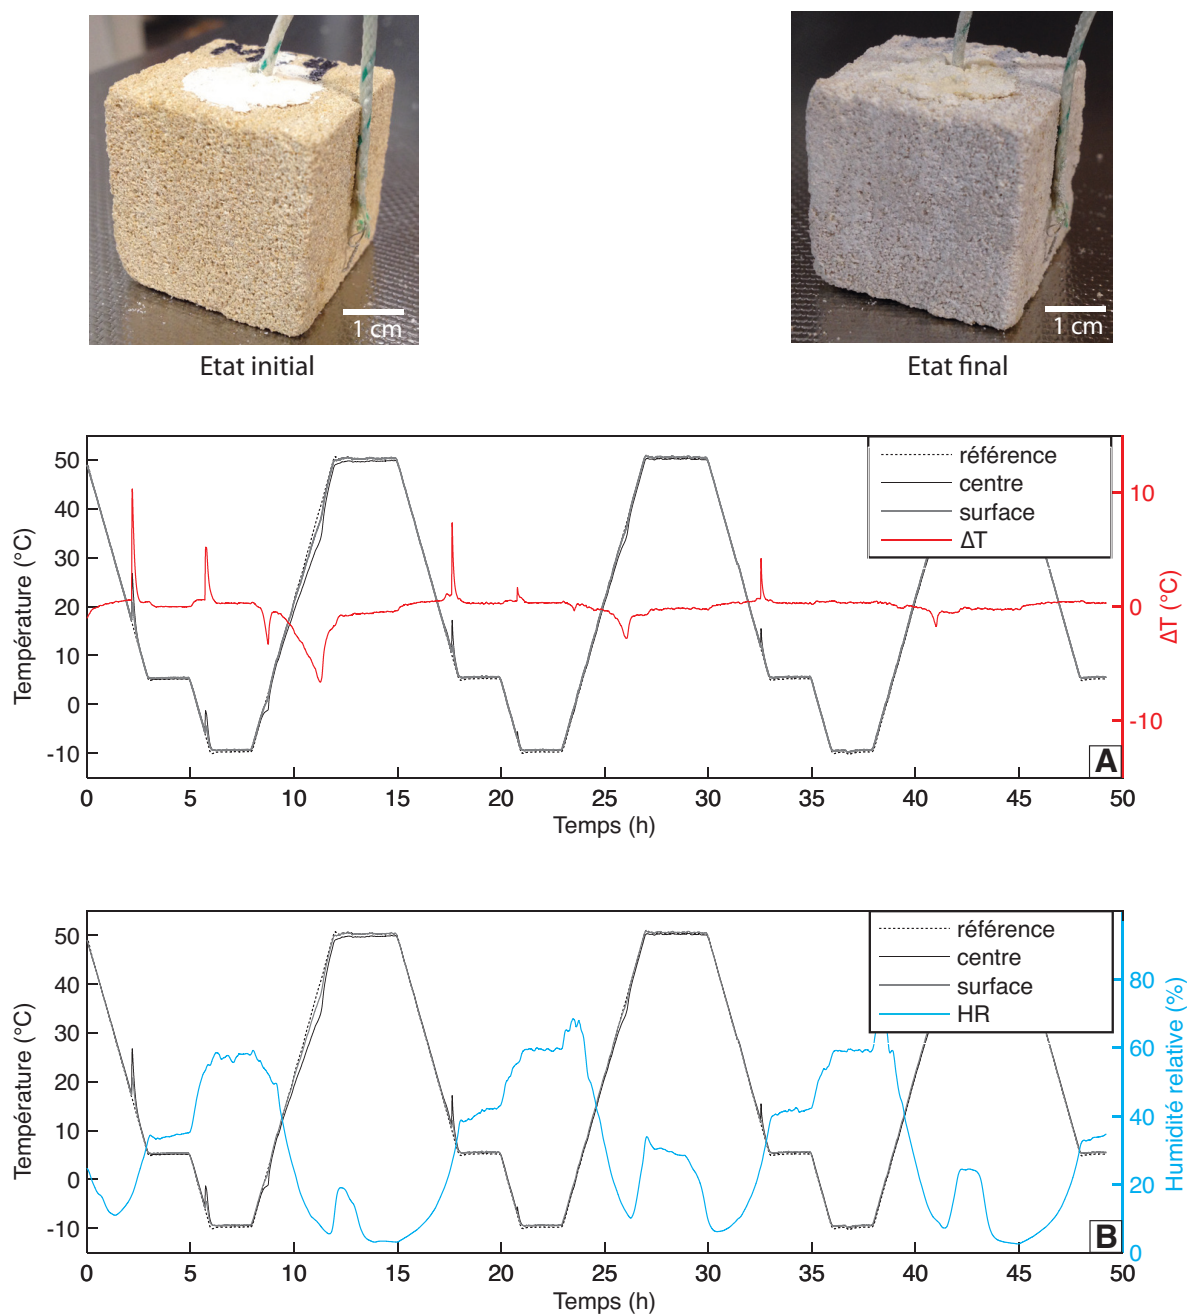 1 cm
1 cm
Etat initial
Etat final
référence
centre
surface
ΔT
50
40
30
20
10
0
-10
Température (°C)
10
0
-10
ΔT (°C)
A
0 5 10 15 20 25 30 35 40 45 50
Temps (h)
référence
centre
surface
HR
50
40
30
20
10
0
-10
Température (°C)
80
60
40
20
0
Humidité relative (%)
B
0 5 10 15 20 25 30 35 40 45 50
Temps (h)